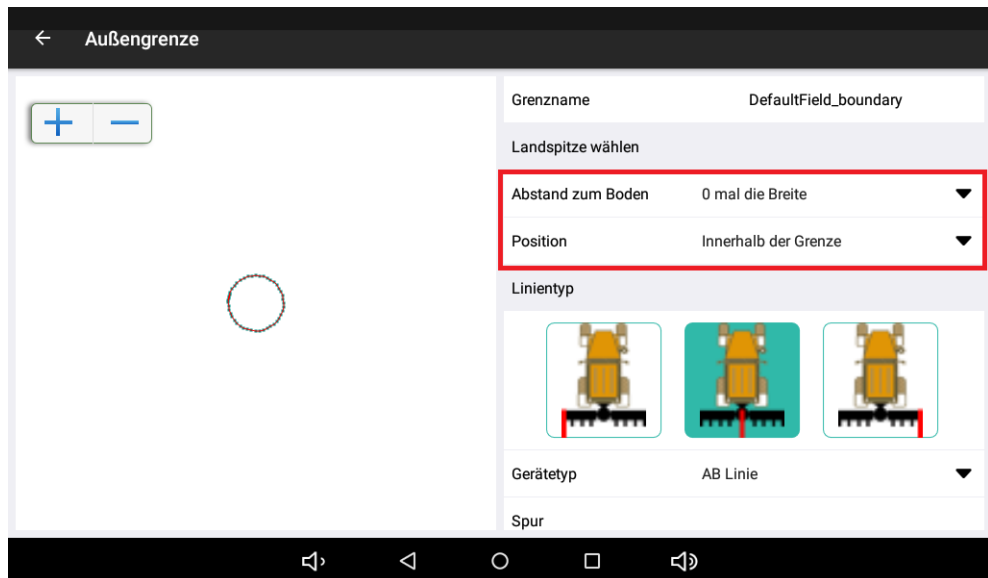 Außengrenze
Grenzname DefaultField_boundary
Landspitze wählen
Abstand zum Boden 0 mal die Breite
Position Innerhalb der Grenze
Linientyp
Gerätetyp AB Linie
Spur